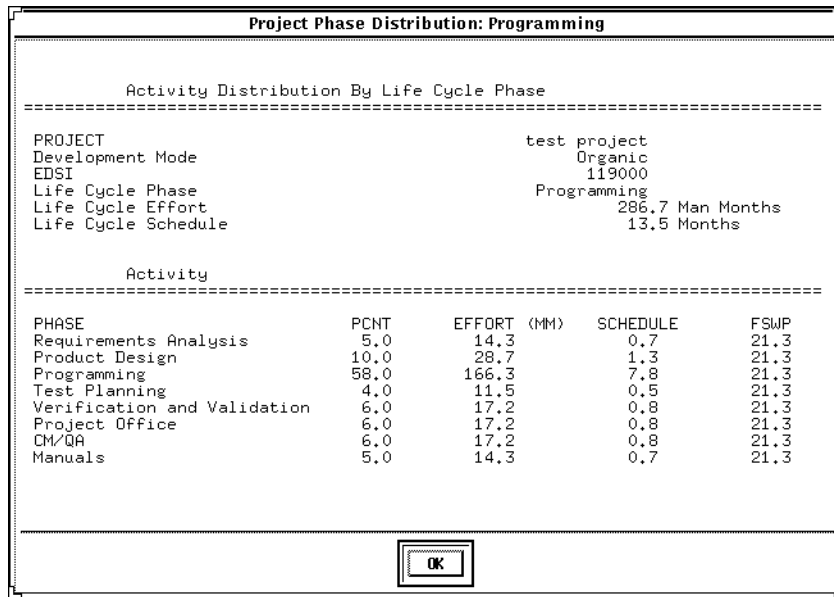 Project Phase Distribution: Programming
Activity Distribution By Life Cycle Phase
==============================================================================
PROJECT test project
Development Mode Organic
EDSI 119000
Life Cycle Phase Programming
Life Cycle Effort 286.7 Man Months
Life Cycle Schedule 13.5 Months
Activity
==============================================================================
PHASE PCNT EFFORT (MM) SCHEDULE FSWP
Requirements Analysis 5.0 14.3 0.7 21.3
Product Design 10.0 28.7 1.3 21.3
Programming 58.0 166.3 7.8 21.3
Test Planning 4.0 11.5 0.5 21.3
Verification and Validation 6.0 17.2 0.8 21.3
Project Office 6.0 17.2 0.8 21.3
CM/QA 6.0 17.2 0.8 21.3
Manuals 5.0 14.3 0.7 21.3
OK